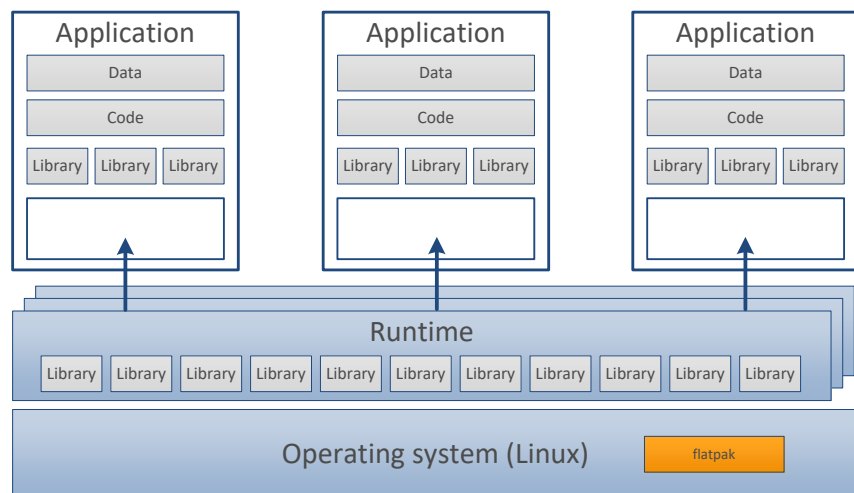 Application Application Application
Data Data Data
Code Code Code
Library Library Library Library Library Library Library Library Library
Runtime
Library Library Library Library Library Library Library Library Library Library Library
Operating system (Linux) flatpak